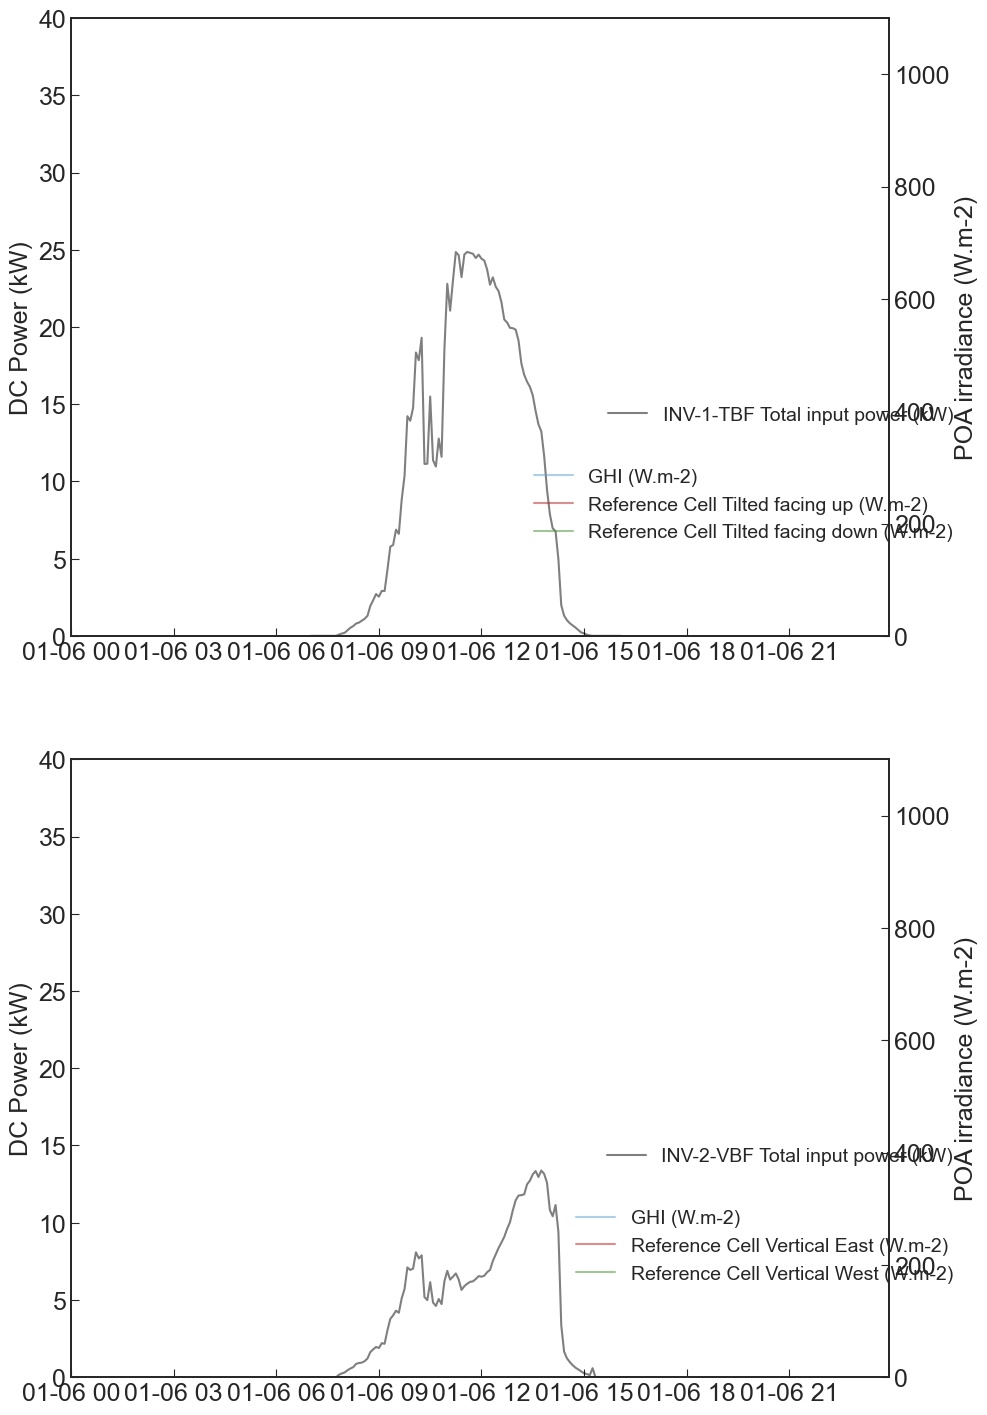 40
35
30
25
20
15
10
5
0
DC Power (kW)
1000
800
600
400
200
0
POA irradiance (W.m-2)
INV-1-TBF Total input power (kW)
GHI (W.m-2)
Reference Cell Tilted facing up (W.m-2)
Reference Cell Tilted facing down (W.m-2)
01-06 00 01-06 03 01-06 06 01-06 09 01-06 12 01-06 15 01-06 18 01-06 21
40
35
30
25
20
15
10
5
0
DC Power (kW)
1000
800
600
400
200
0
POA irradiance (W.m-2)
INV-2-VBF Total input power (kW)
GHI (W.m-2)
Reference Cell Vertical East (W.m-2)
Reference Cell Vertical West (W.m-2)
01-06 00 01-06 03 01-06 06 01-06 09 01-06 12 01-06 15 01-06 18 01-06 21